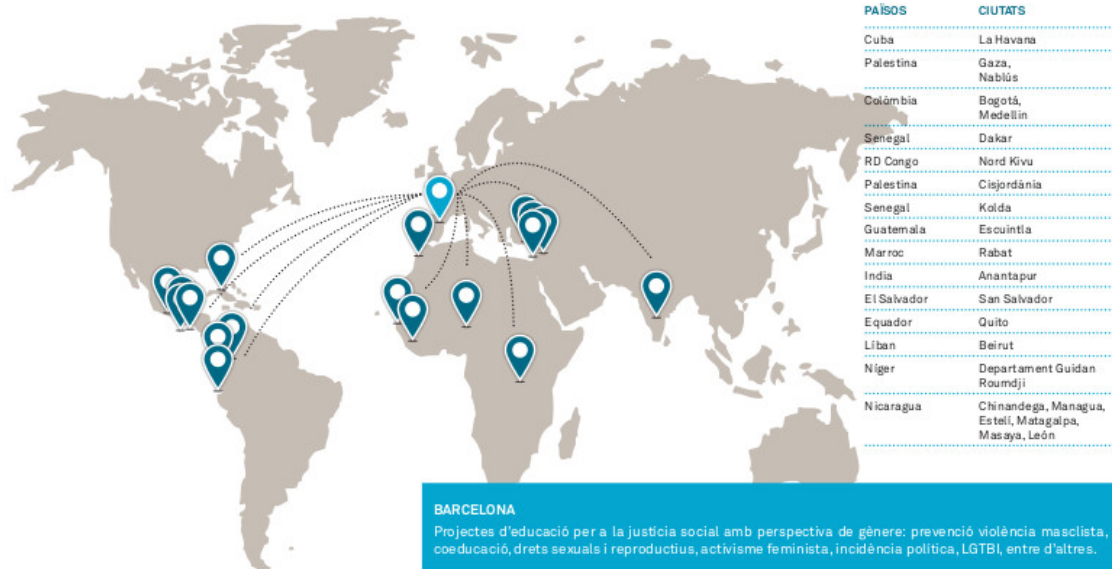 PAÏSOS CIUTATS
Cuba La Havana
Palestina Gaza,
Nablús
Colòmbia Bogotá,
Medellin
Senegal Dakar
RD Congo Nord Kivu
Palestina Cisjordània
Senegal Kolda
Guatemala Escuintla
Marroc Rabat
India Anantapur
El Salvador San Salvador
Equador Quito
Líban Beirut
Níger Departament Guidan
Roumdji
Nicaragua Chinandega, Managua,
Estelí, Matagalpa,
Masaya, León
BARCELONA
Projectes d'educació per a la justícia social amb perspectiva de gènere: prevenció violència masclista,
coeducació, drets sexuals i reproductius, activisme feminista, incidència política, LGTBI, entre d'altres.